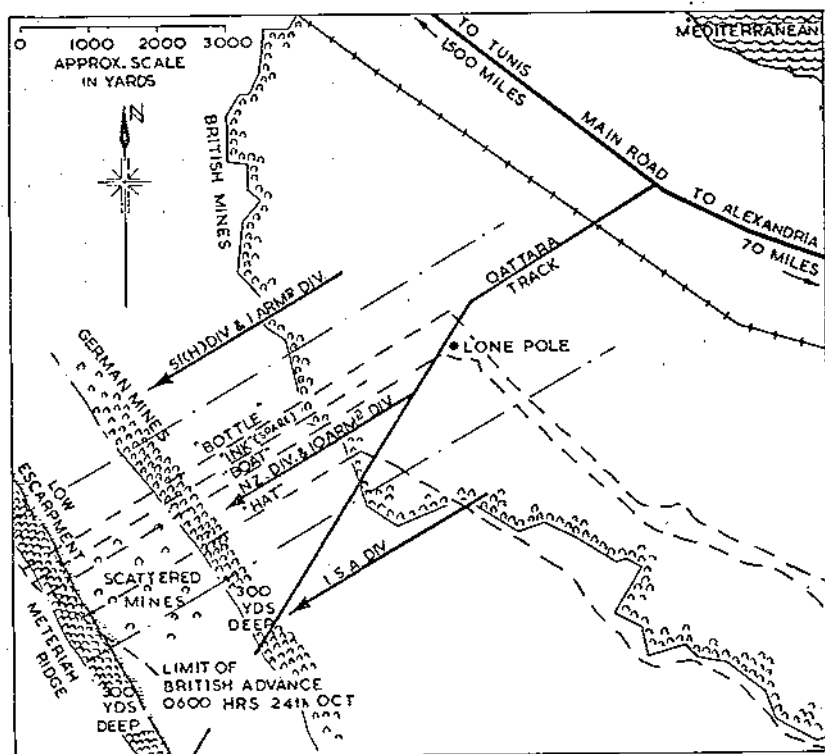 0 1000 2000 3000
APPROX. SCALE
IN YARDS
N
BRITISH MINES
TO TUNIS
1500 MILES
MEDITERRANEAN
MAIN ROAD
TO ALEXANDRIA
70 MILES
QATTARA
TRACK
LONE POLE
51(H) DIV & 1 ARMD DIV.
GERMAN MINES
"BOTTLE"
"INK (SPARE)
"BOAT"
N.Z. DIV. & 10 ARMD DIV
"HAT"
LOW
ESCARPMENT
1 S.A DIV
SCATTERED
MINES
300
YDS
DEEP
METERIAH
RIDGE
300
YDS
DEEP
LIMIT OF
BRITISH ADVANCE
0600 HRS 24TH OCT